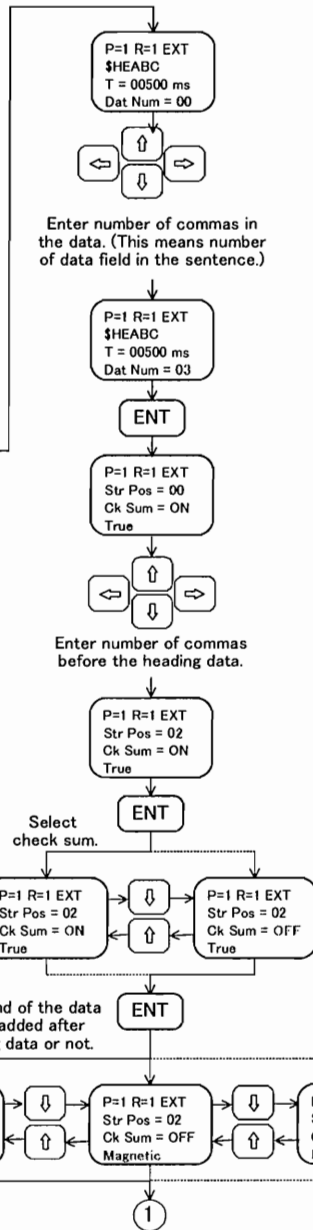 P=1 R=1 EXT
$HEABC
T = 00500 ms
Dat Num = 00
Enter number of commas in
the data. (This means number
of data field in the sentence.)
P=1 R=1 EXT
$HEABC
T = 00500 ms
Dat Num = 03
ENT
P=1 R=1 EXT
Str Pos = 00
Ck Sum = ON
True
Enter number of commas
before the heading data.
P=1 R=1 EXT
Str Pos = 02
Ck Sum = ON
True
ENT
Select
check sum.
P=1 R=1 EXT
Str Pos = 02
Ck Sum = ON
True
P=1 R=1 EXT
Str Pos = 02
Ck Sum = OFF
True
of the data
added after
data or not.
ENT
P=1 R=1 EXT
Str Pos = 02
Ck Sum = OFF
Magnetic
1